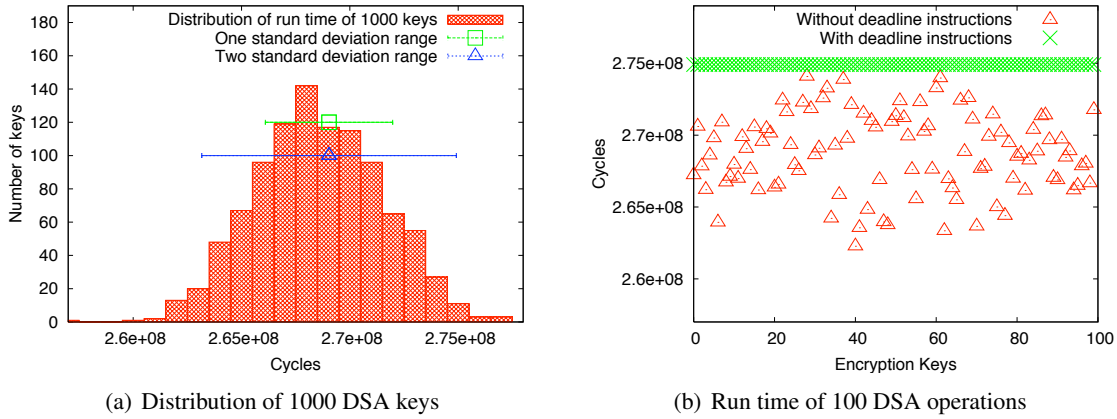 Distribution of run time of 1000 keys
One standard deviation range
Two standard deviation range
180
160
140
120
100
80
60
40
20
0
Number of keys
2.6e+08 2.65e+08 2.7e+08 2.75e+08
Cycles
(a) Distribution of 1000 DSA keys
Without deadline instructions
With deadline instructions
2.75e+08
2.7e+08
2.65e+08
2.6e+08
Cycles
0 20 40 60 80 100
Encryption Keys
(b) Run time of 100 DSA operations